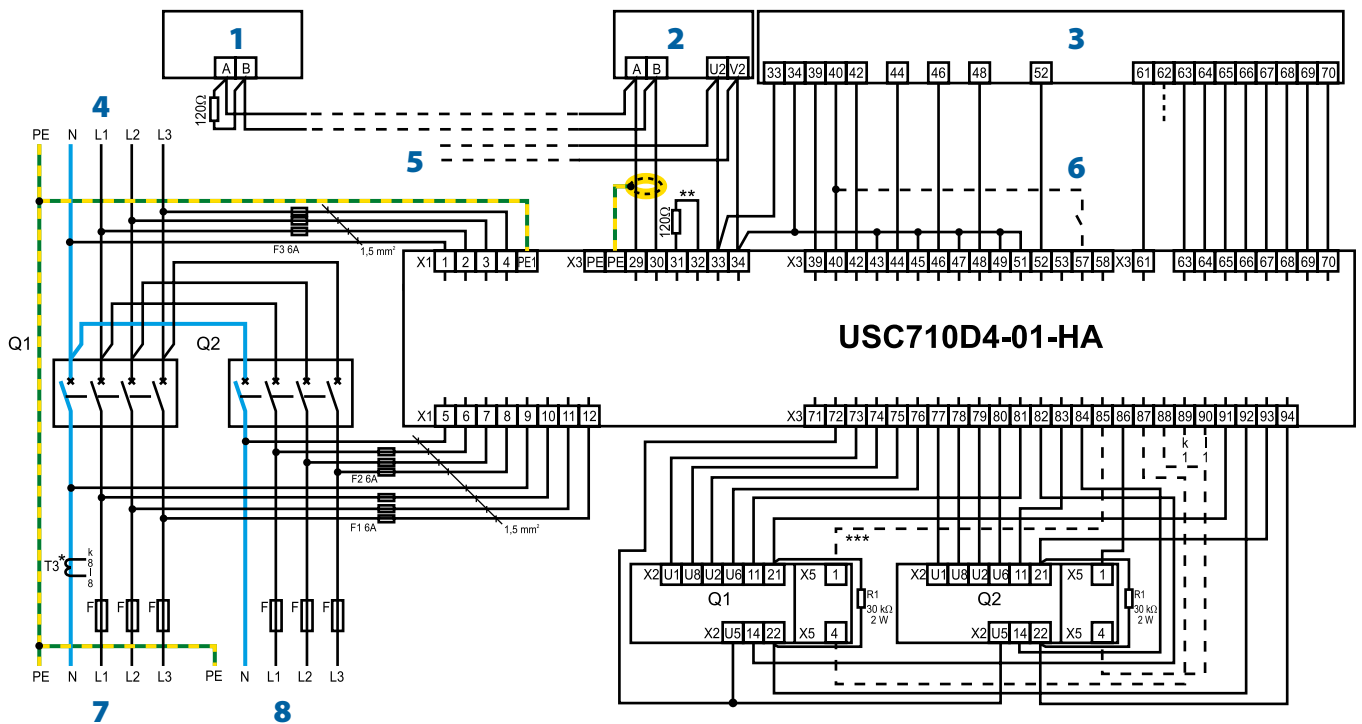 1 2 3
A B
A B U2 V2
33 34 39 40 42 44 46 48 52 61 62 63 64 65 66 67 68 69 70
120Ω
4
PE N L1 L2 L3
5
6
**
120Ω
F3 6A
1,5 mm²
X1 1 2 3 4 PE1
X3 PE PE 29 30 31 32 33 34
X3 39 40 42 43 44 45 46 47 48 49 51 52 53 57 58
X3 61 63 64 65 66 67 68 69 70
USC710D4-01-HA
Q1
Q2
X1 5 6 7 8 9 10 11 12
X3 71 72 73 74 75 76 77 78 79 80 81 82 83 84 85 86 87 88 89 90 91 92 93 94
k l
1 1
F2 6A
F1 6A
1,5 mm²
***
T3*
k
8
l
8
X2 U1 U8 U2 U6 11 21 X5 1
Q1
R1
30 kΩ
2 W
X2 U5 14 22 X5 4
X2 U1 U8 U2 U6 11 21 X5 1
Q2
R1
30 kΩ
2 W
X2 U5 14 22 X5 4
F F F F F F
PE N L1 L2 L3 PE N L1 L2 L3
7 8